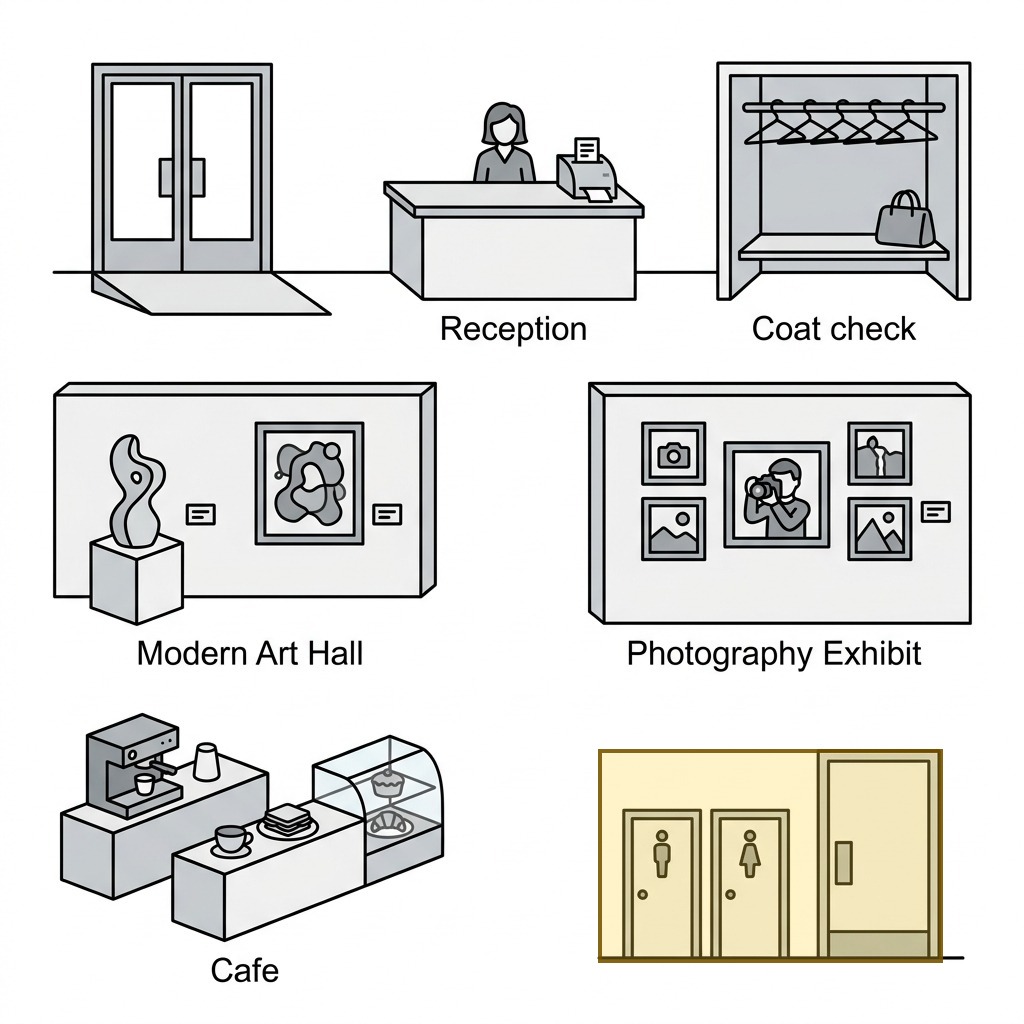 Reception
Coat check
Modern Art Hall
Photography Exhibit
Cafe